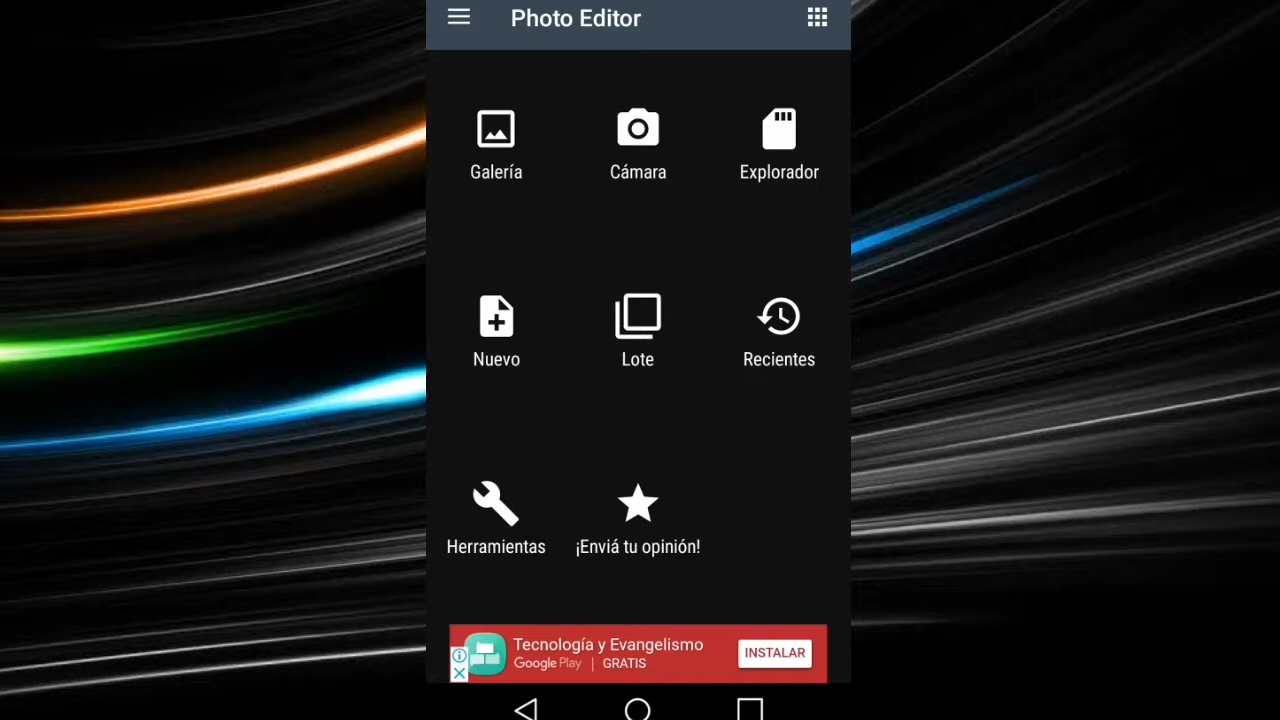 Photo Editor
Galería
Cámara
Explorador
Nuevo
Lote
Recientes
Herramientas
¡Enviá tu opinión!
Tecnología y Evangelismo
Google Play | GRATIS
INSTALAR